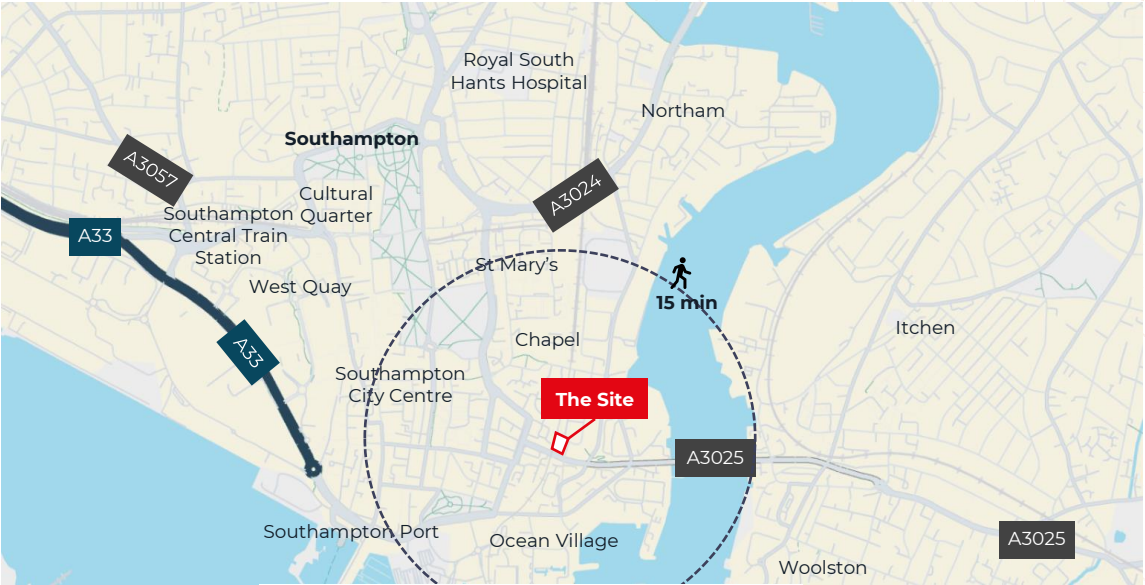 Royal South
Hants Hospital
Northam
Southampton
A3057
A3024
Cultural
Quarter
Southampton
Central Train
Station
A33
St Mary's
West Quay
15 min
Itchen
Chapel
A33
Southampton
City Centre
The Site
A3025
Southampton Port
Ocean Village
A3025
Woolston